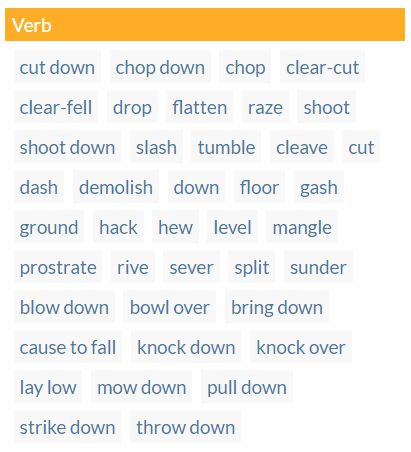 Verb
cut down chop down chop clear-cut
clear-fell drop flatten raze shoot
shoot down slash tumble cleave cut
dash demolish down floor gash
ground hack hew level mangle
prostrate rive sever split sunder
blow down bowl over bring down
cause to fall knock down knock over
lay low mow down pull down
strike down throw down